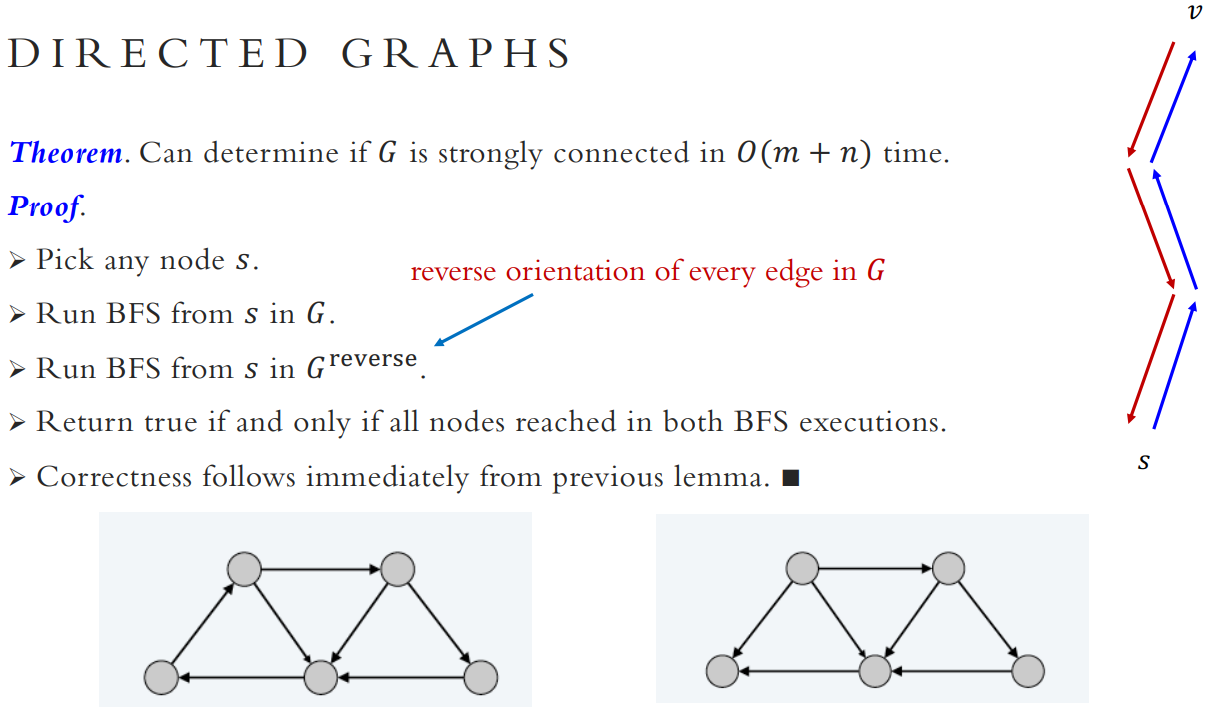 DIRECTED GRAPHS
v
Theorem. Can determine if G is strongly connected in O(m + n) time.
Proof.
➢ Pick any node s.
reverse orientation of every edge in G
➢ Run BFS from s in G.
➢ Run BFS from s in G^reverse.
➢ Return true if and only if all nodes reached in both BFS executions.
s
➢ Correctness follows immediately from previous lemma. ■